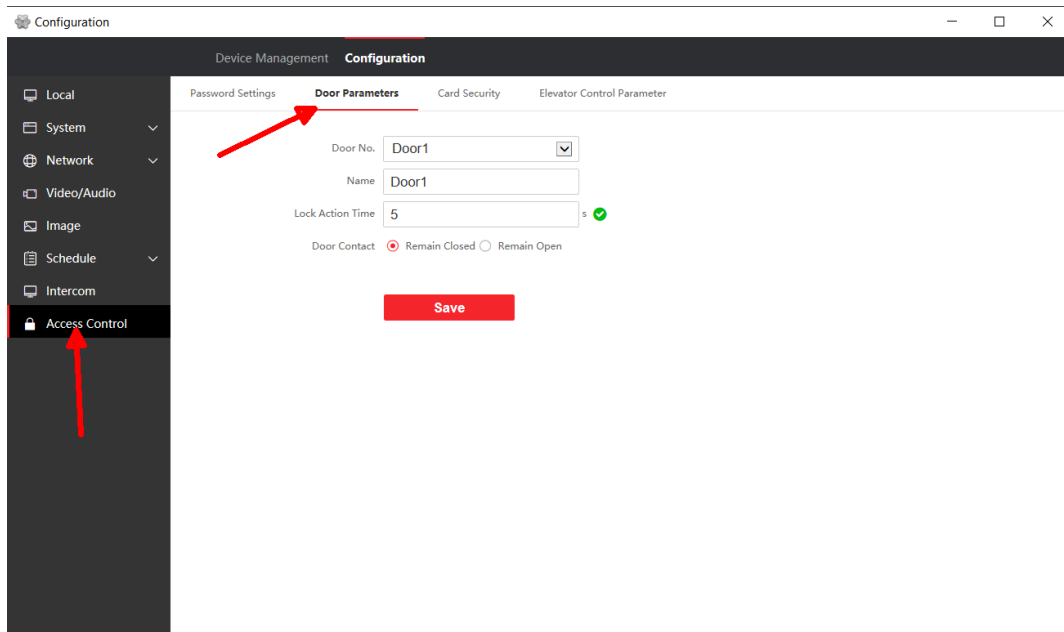 Configuration
Device Management Configuration
Local
System
Network
Video/Audio
Image
Schedule
Intercom
Access Control
Password Settings Door Parameters Card Security Elevator Control Parameter
Door No. Door1
Name Door1
Lock Action Time 5 s
Door Contact Remain Closed Remain Open
Save